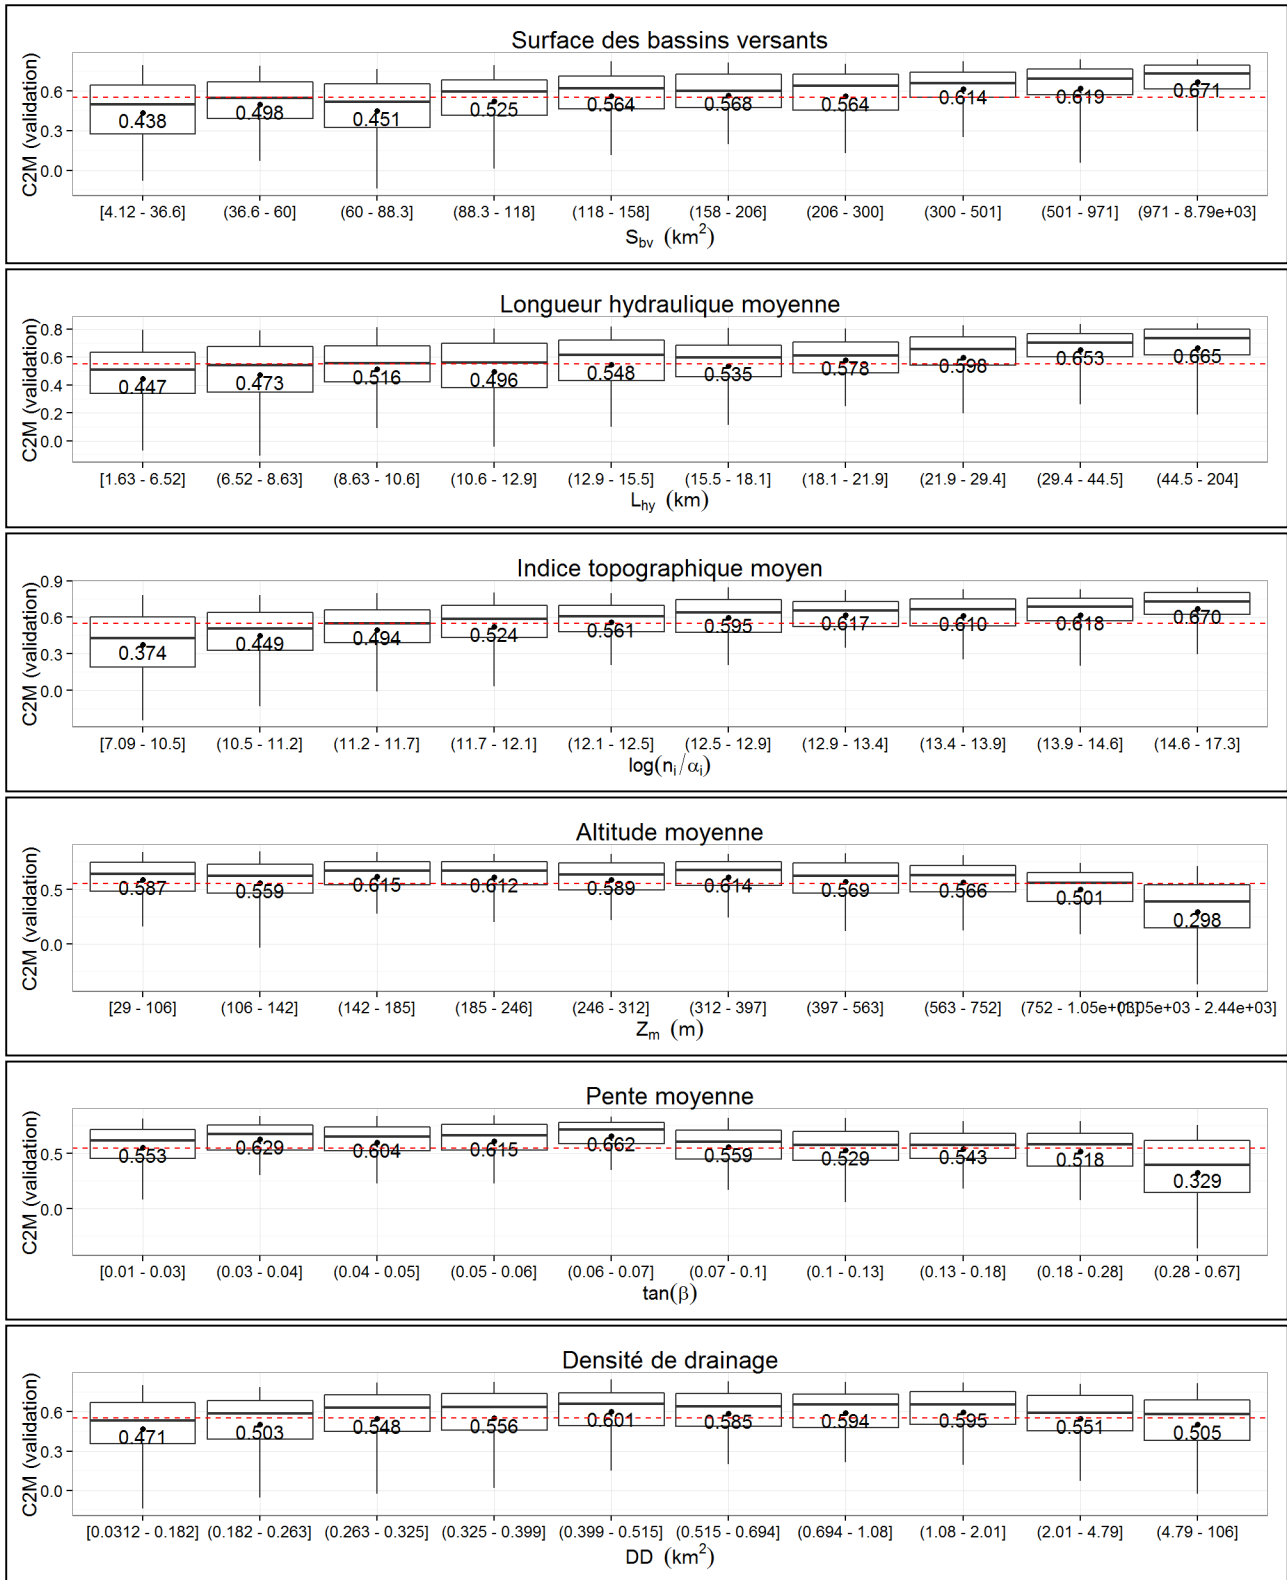 Surface des bassins versants
C2M (validation)
0.6
0.3
0.0
0.438 0.498 0.451 0.525 0.564 0.568 0.564 0.614 0.619 0.671
[4.12 - 36.6] (36.6 - 60] (60 - 88.3] (88.3 - 118] (118 - 158] (158 - 206] (206 - 300] (300 - 501] (501 - 971] (971 - 8.79e+03]
S_bv (km²)
Longueur hydraulique moyenne
C2M (validation)
0.8
0.6
0.4
0.2
0.0
0.447 0.473 0.516 0.496 0.548 0.535 0.578 0.598 0.653 0.665
[1.63 - 6.52] (6.52 - 8.63] (8.63 - 10.6] (10.6 - 12.9] (12.9 - 15.5] (15.5 - 18.1] (18.1 - 21.9] (21.9 - 29.4] (29.4 - 44.5] (44.5 - 204]
L_hy (km)
Indice topographique moyen
C2M (validation)
0.9
0.6
0.3
0.0
0.374 0.449 0.494 0.524 0.561 0.595 0.617 0.610 0.618 0.670
[7.09 - 10.5] (10.5 - 11.2] (11.2 - 11.7] (11.7 - 12.1] (12.1 - 12.5] (12.5 - 12.9] (12.9 - 13.4] (13.4 - 13.9] (13.9 - 14.6] (14.6 - 17.3]
log(n_i/α_i)
Altitude moyenne
C2M (validation)
0.5
0.0
0.587 0.559 0.615 0.612 0.589 0.614 0.569 0.566 0.501 0.298
[29 - 106] (106 - 142] (142 - 185] (185 - 246] (246 - 312] (312 - 397] (397 - 563] (563 - 752] (752 - 1.05e+03] (1.05e+03 - 2.44e+03]
Z_m (m)
Pente moyenne
C2M (validation)
0.5
0.0
0.553 0.629 0.604 0.615 0.662 0.559 0.529 0.543 0.518 0.329
[0.01 - 0.03] (0.03 - 0.04] (0.04 - 0.05] (0.05 - 0.06] (0.06 - 0.07] (0.07 - 0.1] (0.1 - 0.13] (0.13 - 0.18] (0.18 - 0.28] (0.28 - 0.67]
tan(β)
Densité de drainage
C2M (validation)
0.6
0.3
0.0
0.471 0.503 0.548 0.556 0.601 0.585 0.594 0.595 0.551 0.505
[0.0312 - 0.182] (0.182 - 0.263] (0.263 - 0.325] (0.325 - 0.399] (0.399 - 0.515] (0.515 - 0.694] (0.694 - 1.08] (1.08 - 2.01] (2.01 - 4.79] (4.79 - 106]
DD (km²)